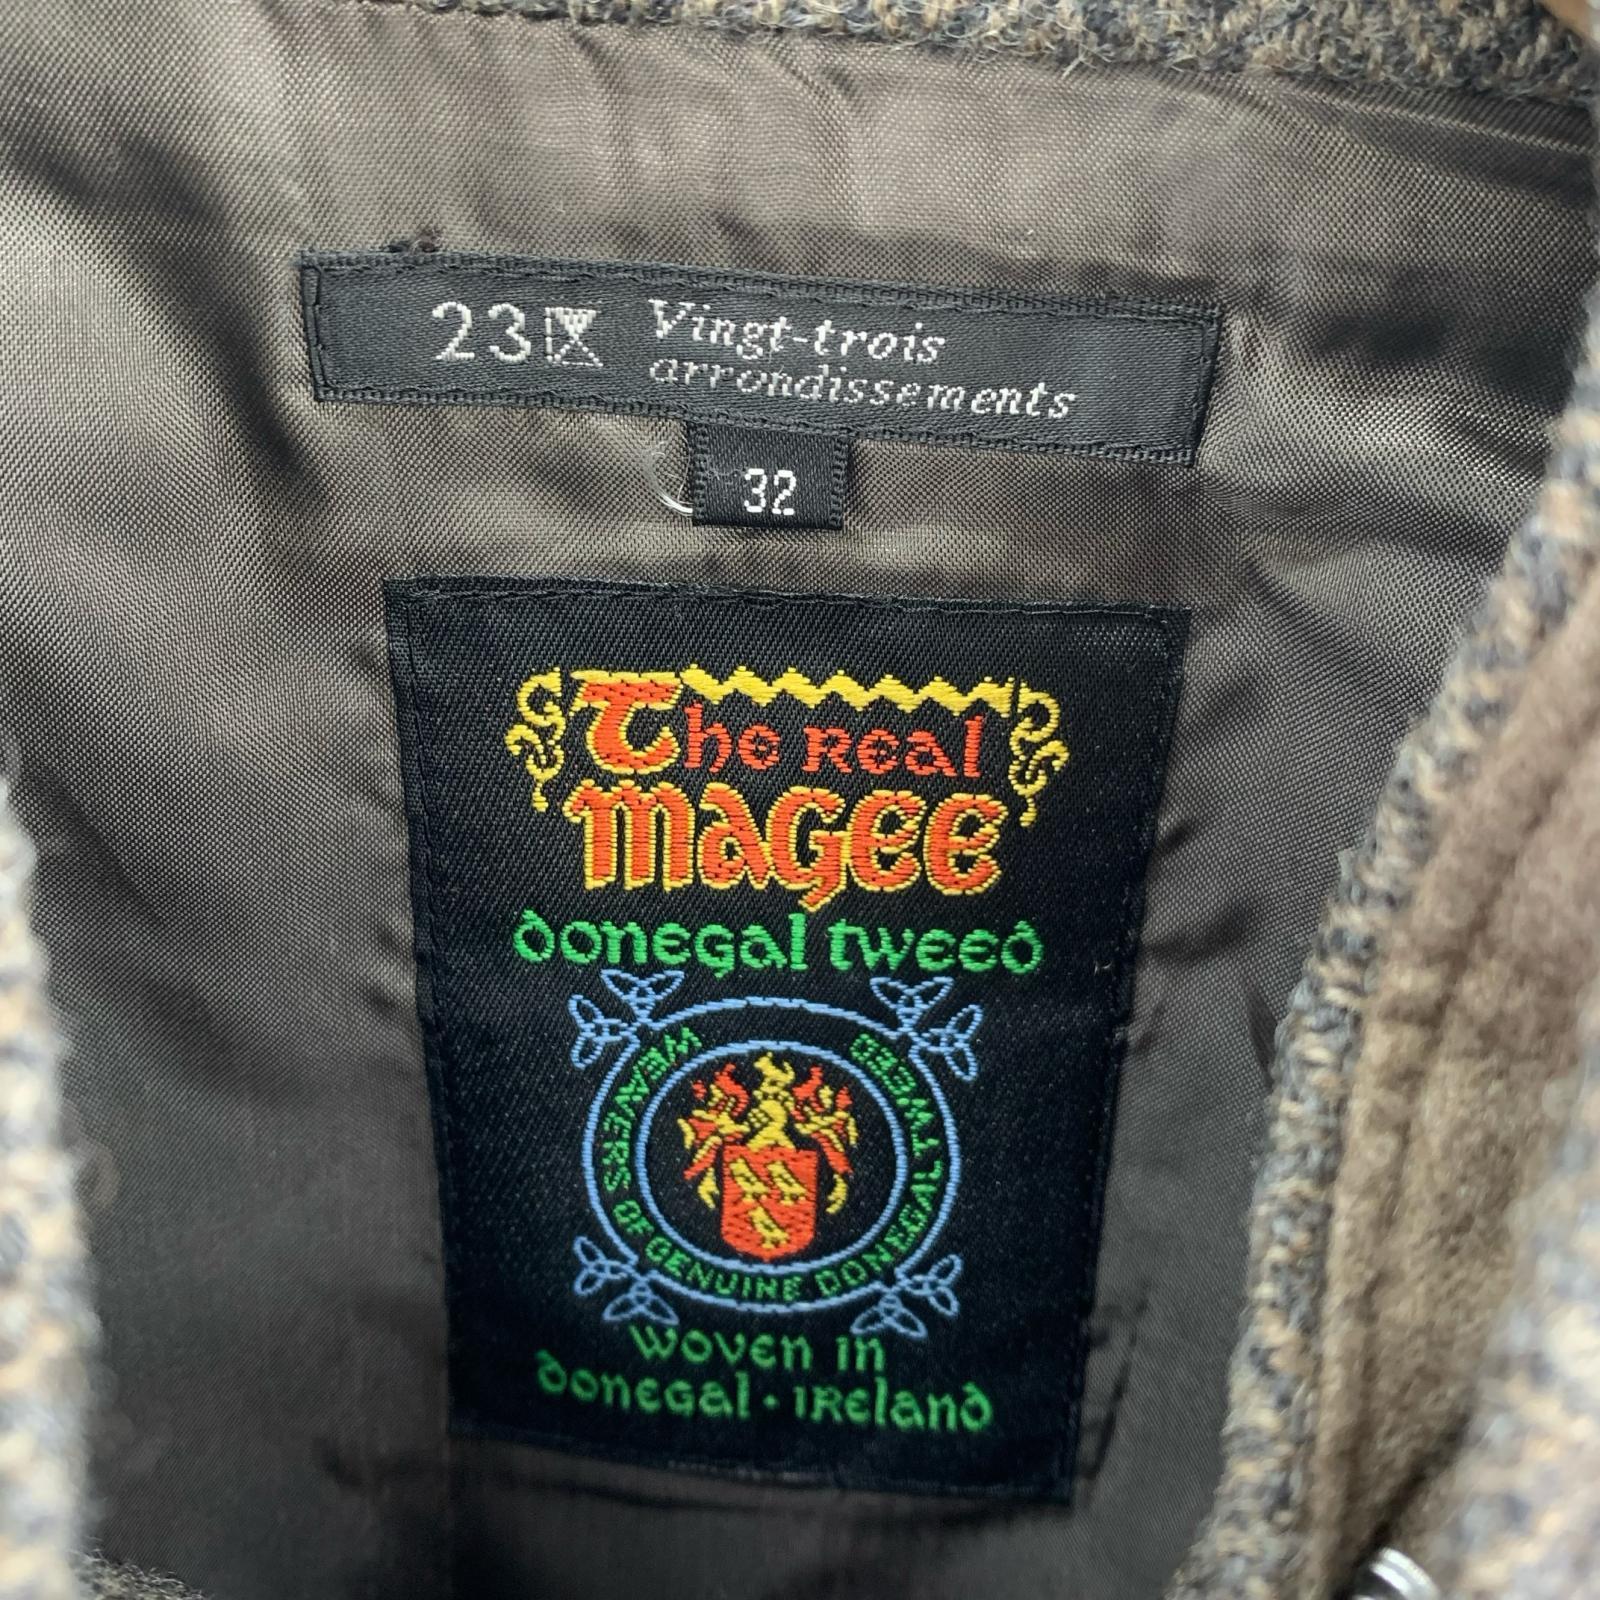 23区 Vingt-trois
arrondissements
32
The Real
MAGEE
donegal tweed
WEAVERS OF GENUINE DONEGAL TWEED
WOVEN IN
donegal · IReland